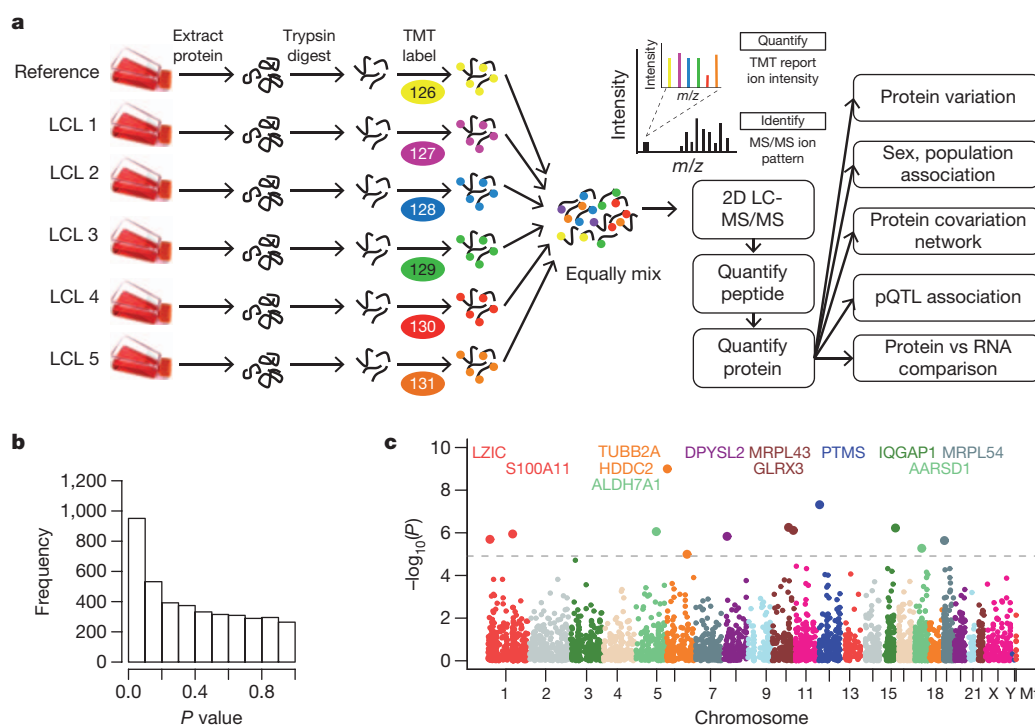 a
Extract
protein
Trypsin
digest
TMT
label
Reference
LCL 1
LCL 2
LCL 3
LCL 4
LCL 5
126
127
128
129
130
131
Equally mix
Intensity
m/z
Intensity
m/z
Quantify
TMT report
ion intensity
Identify
MS/MS ion
pattern
2D LC-
MS/MS
Quantify
peptide
Quantify
protein
Protein variation
Sex, population
association
Protein covariation
network
pQTL association
Protein vs RNA
comparison
b
Frequency
1,200
1,000
800
600
400
200
0
0.0 0.4 0.8
P value
c
–log10(P)
10
8
6
4
2
0
LZIC TUBB2A DPYSL2 MRPL43 PTMS IQGAP1 MRPL54
S100A11 HDDC2 GLRX3 AARSD1
ALDH7A1
1 2 3 4 5 6 7 8 9 10 11 12 13 15 16 18 21 X Y M
Chromosome